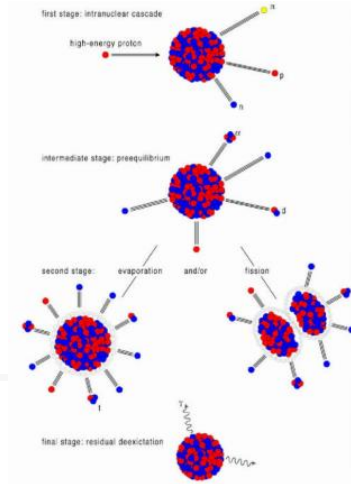 first stage: intranuclear cascade
π
high-energy proton
p
n
intermediate stage: preequilibrium
α
d
second stage: evaporation and/or fission
t
γ
final stage: residual deexcitation